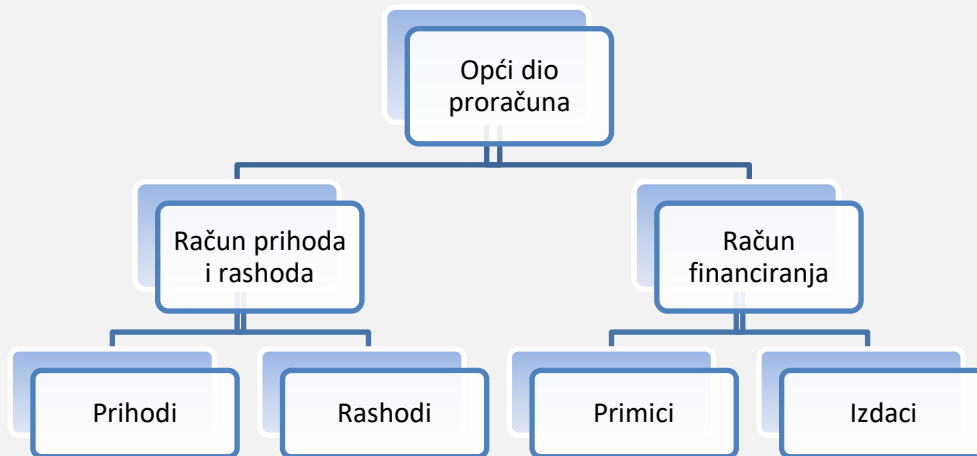 Opći dio
proračuna
Račun prihoda
i rashoda
Račun
financiranja
Prihodi
Rashodi
Primici
Izdaci